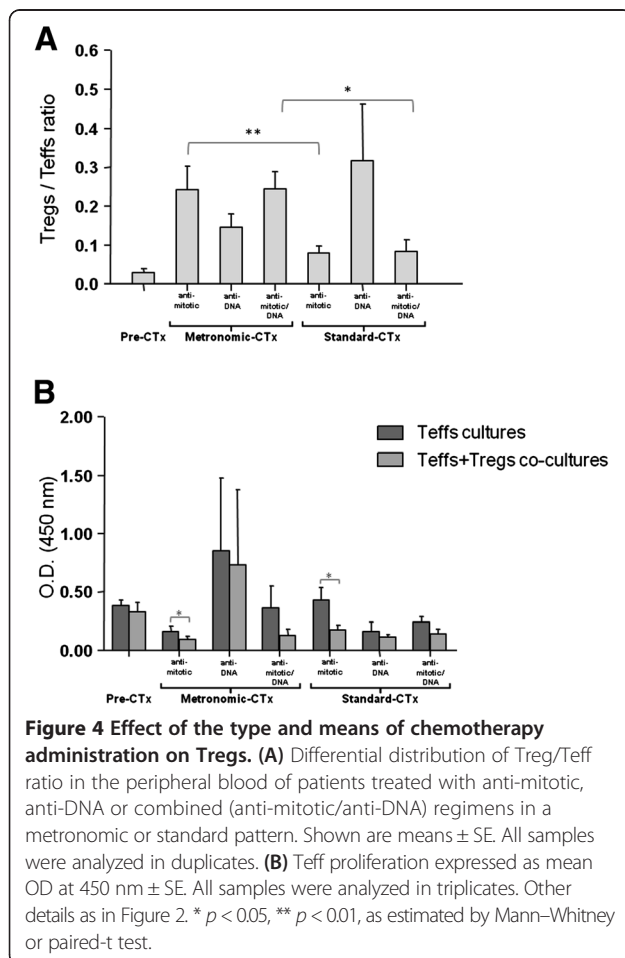 A
Tregs / Teffs ratio
0.6
0.5
0.4
0.3
0.2
0.1
0.0
**
*
anti-
mitotic
anti-
DNA
anti-
mitotic/
DNA
anti-
mitotic
anti-
DNA
anti-
mitotic/
DNA
Pre-CTx
Metronomic-CTx
Standard-CTx
B
O.D. (450 nm)
2.00
1.50
1.00
0.50
0.00
Teffs cultures
Teffs+Tregs co-cultures
*
*
anti-
mitotic
anti-
DNA
anti-
mitotic/
DNA
anti-
mitotic
anti-
DNA
anti-
mitotic/
DNA
Pre-CTx
Metronomic-CTx
Standard-CTx
Figure 4 Effect of the type and means of chemotherapy
administration on Tregs. (A) Differential distribution of Treg/Teff
ratio in the peripheral blood of patients treated with anti-mitotic,
anti-DNA or combined (anti-mitotic/anti-DNA) regimens in a
metronomic or standard pattern. Shown are means ± SE. All samples
were analyzed in duplicates. (B) Teff proliferation expressed as mean
OD at 450 nm ± SE. All samples were analyzed in triplicates. Other
details as in Figure 2. * p < 0.05, ** p < 0.01, as estimated by Mann–Whitney
or paired-t test.